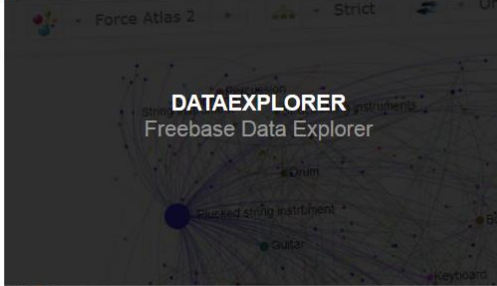 Force Atlas 2
Strict
DATAEXPLORER
Freebase Data Explorer
Drum
Plucked string instrument
Guitar
Keyboard